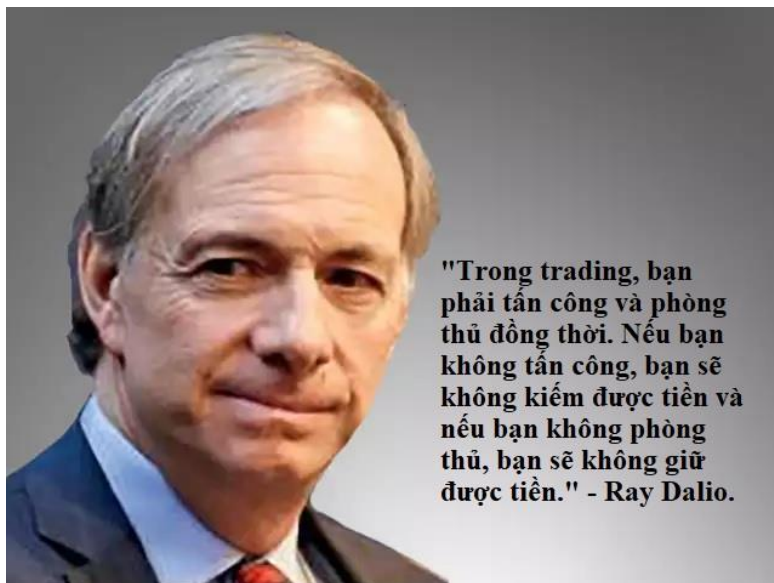 "Trong trading, bạn
phải tấn công và phòng
thủ đồng thời. Nếu bạn
không tấn công, bạn sẽ
không kiếm được tiền và
nếu bạn không phòng
thủ, bạn sẽ không giữ
được tiền." - Ray Dalio.